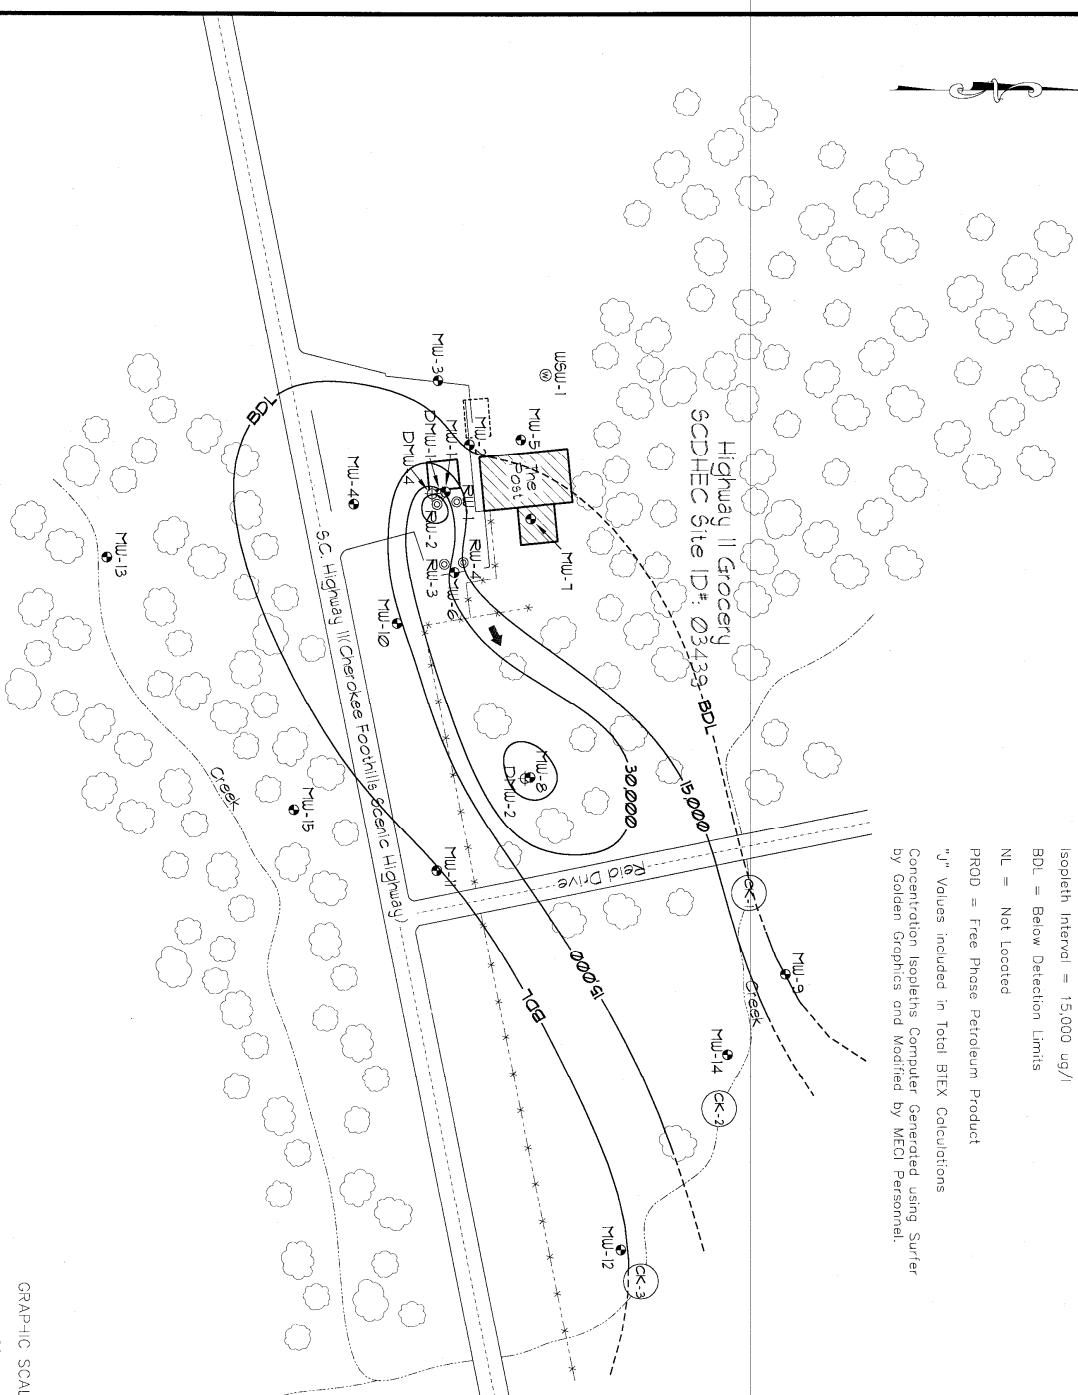 Isopleth Interval = 15,000 ug/l
BDL = Below Detection Limits
NL = Not Located
PROD = Free Phase Petroleum Product
"J" Values included in Total BTEX Calculations
Concentration Isopleths Computer Generated using Surfer
by Golden Graphics and Modified by MECI Personnel.
Highway 11 Grocery
SCDHEC Site ID#: 03439
BDL
MW-9
CK-1
Creek
MW-14
CK-2
15,000
30,000
WSW-1
MW-5
The
Post
MW-7
MW-8
DMW-2
Reid Drive
MW-3
MW-2
MW-1
DMW-1
DMW-4
RW-1
RW-2
RW-3
RW-4
MW-6
MW-4
MW-10
MW-11
15,000
BDL
MW-12
CK-3
BDL
S.C. Highway 11(Cherokee Foothills Scenic Highway)
MW-13
MW-15
Creek
GRAPHIC SCAL